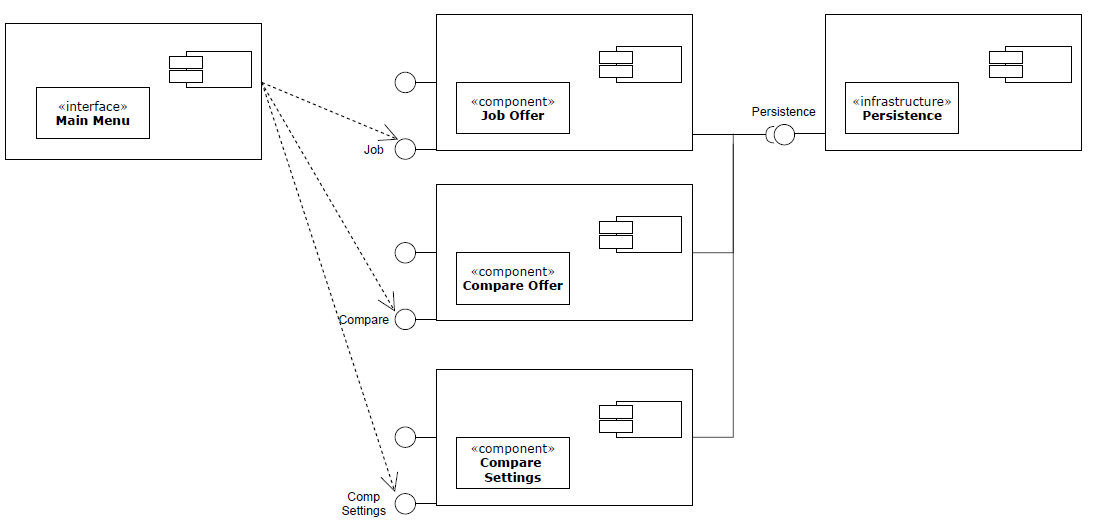 «interface»
Main Menu
Job
«component»
Job Offer
Persistence
«infrastructure»
Persistence
Compare
«component»
Compare Offer
Comp
Settings
«component»
Compare
Settings